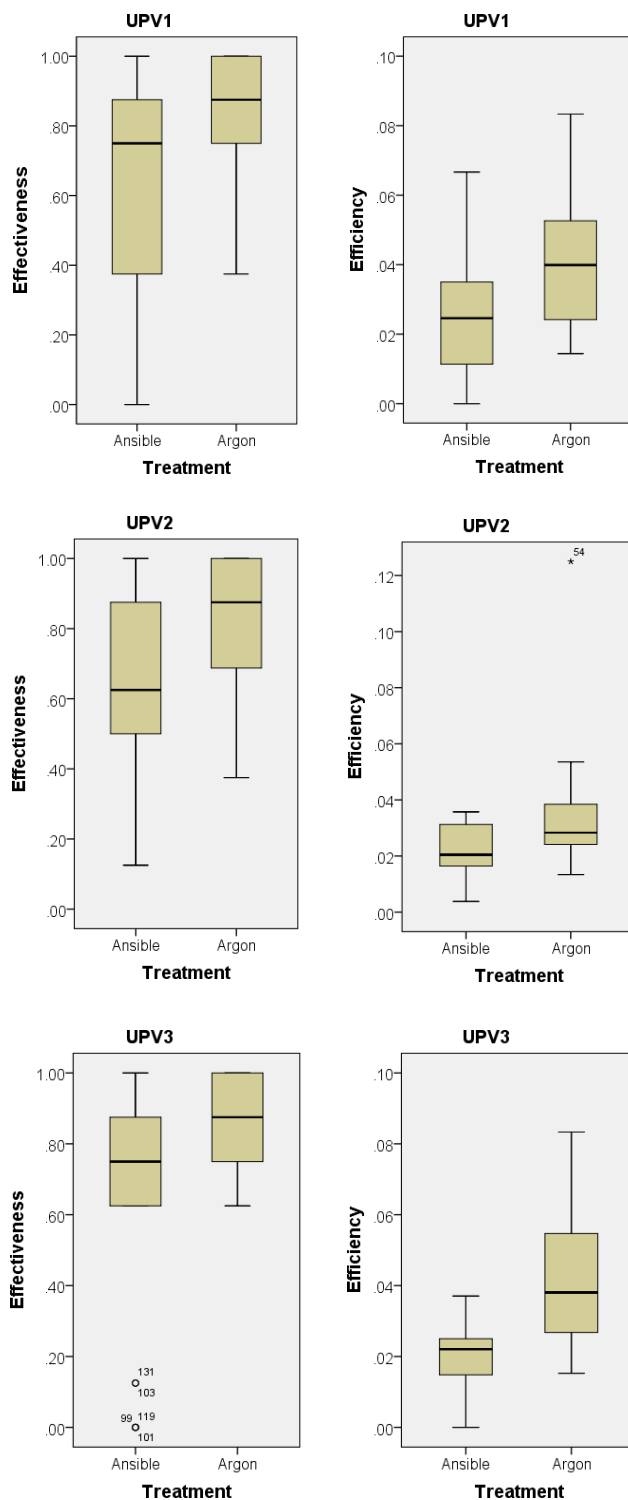 UPV1
1.00
.80
.60
.40
.20
.00
Effectiveness
Ansible
Argon
Treatment
UPV1
.10
.08
.06
.04
.02
.00
Efficiency
Ansible
Argon
Treatment
UPV2
1.00
.80
.60
.40
.20
.00
Effectiveness
Ansible
Argon
Treatment
UPV2
54
.12
.10
.08
.06
.04
.02
.00
Efficiency
Ansible
Argon
Treatment
UPV3
1.00
.80
.60
.40
.20
.00
Effectiveness
131
103
99 119
101
Ansible
Argon
Treatment
UPV3
.10
.08
.06
.04
.02
.00
Efficiency
Ansible
Argon
Treatment